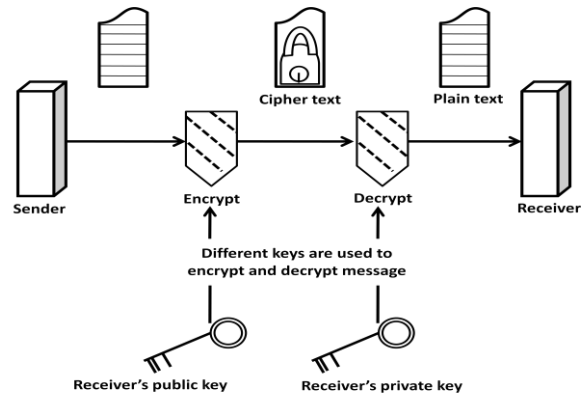 Cipher text
Plain text
Sender
Encrypt
Decrypt
Receiver
Different keys are used to
encrypt and decrypt message
Receiver's public key
Receiver's private key